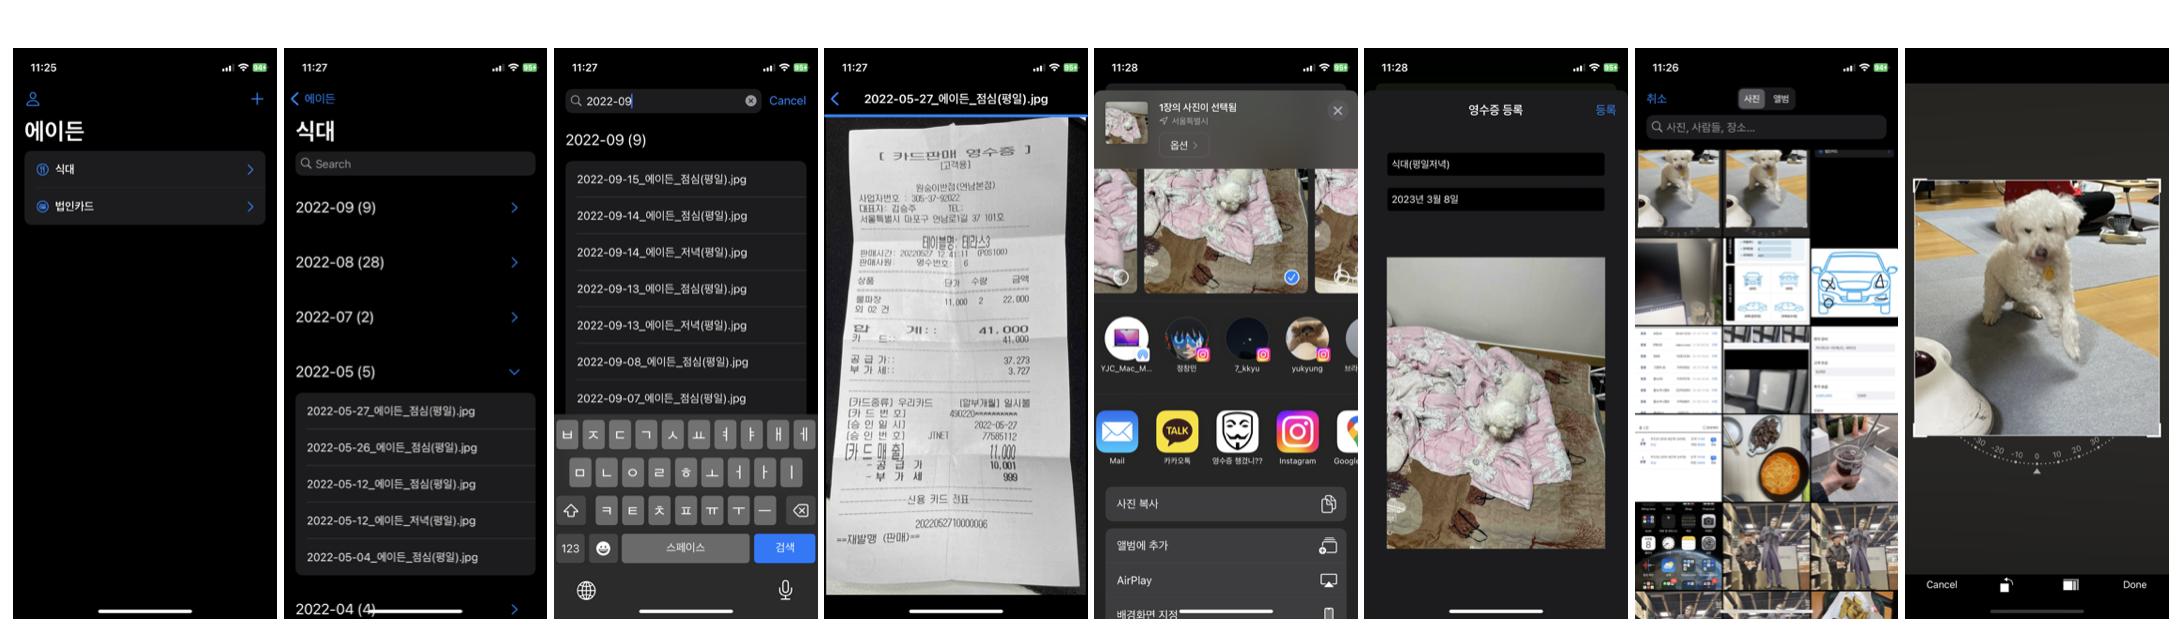 11:25
94+
에이든
식대
법인카드
11:27
95+
에이든
식대
Search
2022-09 (9)
2022-08 (28)
2022-07 (2)
2022-05 (5)
2022-05-27_에이든_점심(평일).jpg
2022-05-26_에이든_점심(평일).jpg
2022-05-12_에이든_점심(평일).jpg
2022-05-12_에이든_저녁(평일).jpg
2022-05-04_에이든_점심(평일).jpg
2022-04 (4)
11:27
95+
2022-09
Cancel
2022-09 (9)
2022-09-15_에이든_점심(평일).jpg
2022-09-14_에이든_점심(평일).jpg
2022-09-14_에이든_저녁(평일).jpg
2022-09-13_에이든_점심(평일).jpg
2022-09-13_에이든_저녁(평일).jpg
2022-09-08_에이든_점심(평일).jpg
2022-09-07_에이든_점심(평일).jpg
ㅂ ㅈ ㄷ ㄱ ㅅ ㅛ ㅕ ㅑ ㅐ ㅔ
ㅁ ㄴ ㅇ ㄹ ㅎ ㅗ ㅓ ㅏ ㅣ
ㅋ ㅌ ㅊ ㅍ ㅠ ㅜ ㅡ
123 스페이스 검색
11:27
95+
2022-05-27_에이든_점심(평일).jpg
[ 카드판매 영수증 ]
[고객용]
원숭이반점(연남본점)
사업자번호 : 305-37-92022
대표자: 김승주 TEL:
서울특별시 마포구 연남로1길 37 101호
테이블명: 테라스3
판매시간: 20220527 12:41:11 (POS100)
판매사원: 영수번호: 6
상품 단가 수량 금액
물짜장 11,000 2 22,000
외 02 건
합 계:: 41,000
카 드:: 41,000
공 급 가:: 37,273
부 가 세:: 3,727
[카드종류] 우리카드 [할부개월] 일시불
[카 드 번 호] 490220**********
[승 인 일 시] 2022-05-27
[승 인 번 호] JTNET 77585112
[카 드 매 출] 11,000
- 공 급 가 10,001
- 부 가 세 999
신용 카드 전표
2022052710000006
==재발행 (판매)==
11:28
95+
1장의 사진이 선택됨
서울특별시
옵션
YJC_Mac_M...
정창민
7_kkyu
yukyung
Mail
TALK
카카오톡
영수증 챙겼니??
Instagram
Google
사진 복사
앨범에 추가
AirPlay
배경화면 지정
11:28
95+
영수증 등록
등록
식대(평일저녁)
2023년 3월 8일
11:26
94+
취소
사진 앨범
사진, 사람들, 장소...
-30 -20 -10 0 10 20 30
Cancel
Done